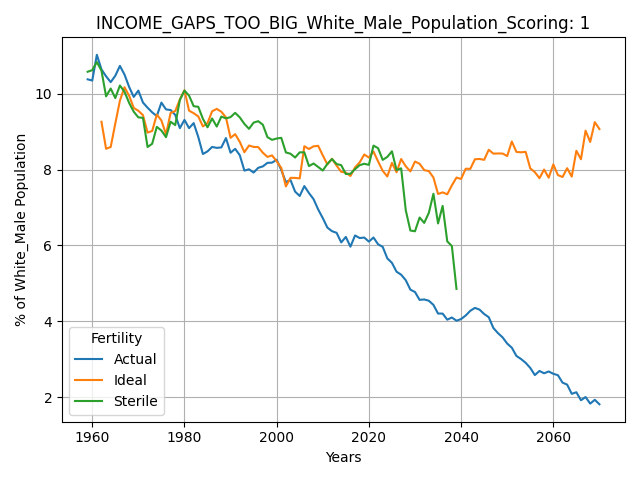 INCOME_GAPS_TOO_BIG_White_Male_Population_Scoring: 1
% of White_Male Population
10
8
6
4
2
Fertility
Actual
Ideal
Sterile
1960 1980 2000 2020 2040 2060
Years